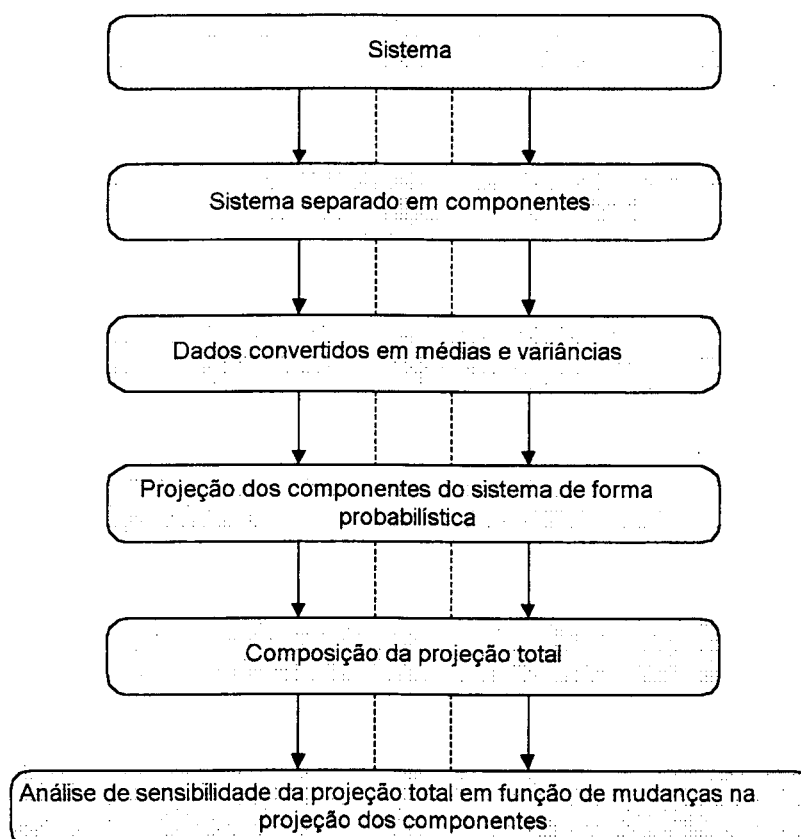 Sistema
Sistema separado em componentes
Dados convertidos em médias e variâncias
Projeção dos componentes do sistema de forma
probabilística
Composição da projeção total
Análise de sensibilidade da projeção total em função de mudanças na
projeção dos componentes